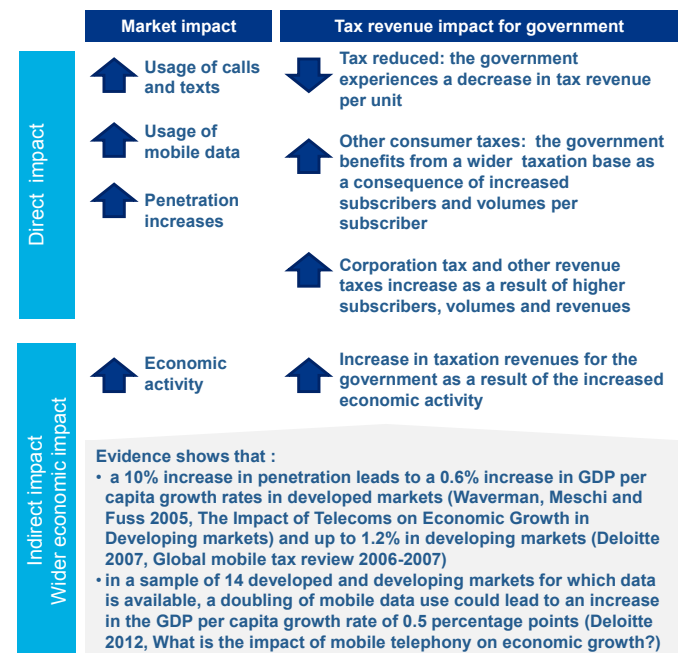 Market impact
Tax revenue impact for government
Direct impact
Usage of calls
and texts
Usage of
mobile data
Penetration
increases
Tax reduced: the government
experiences a decrease in tax revenue
per unit
Other consumer taxes: the government
benefits from a wider taxation base as
a consequence of increased
subscribers and volumes per
subscriber
Corporation tax and other revenue
taxes increase as a result of higher
subscribers, volumes and revenues
Indirect impact
Wider economic impact
Economic
activity
Increase in taxation revenues for the
government as a result of the increased
economic activity
Evidence shows that :
• a 10% increase in penetration leads to a 0.6% increase in GDP per
capita growth rates in developed markets (Waverman, Meschi and
Fuss 2005, The Impact of Telecoms on Economic Growth in
Developing markets) and up to 1.2% in developing markets (Deloitte
2007, Global mobile tax review 2006-2007)
• in a sample of 14 developed and developing markets for which data
is available, a doubling of mobile data use could lead to an increase
in the GDP per capita growth rate of 0.5 percentage points (Deloitte
2012, What is the impact of mobile telephony on economic growth?)